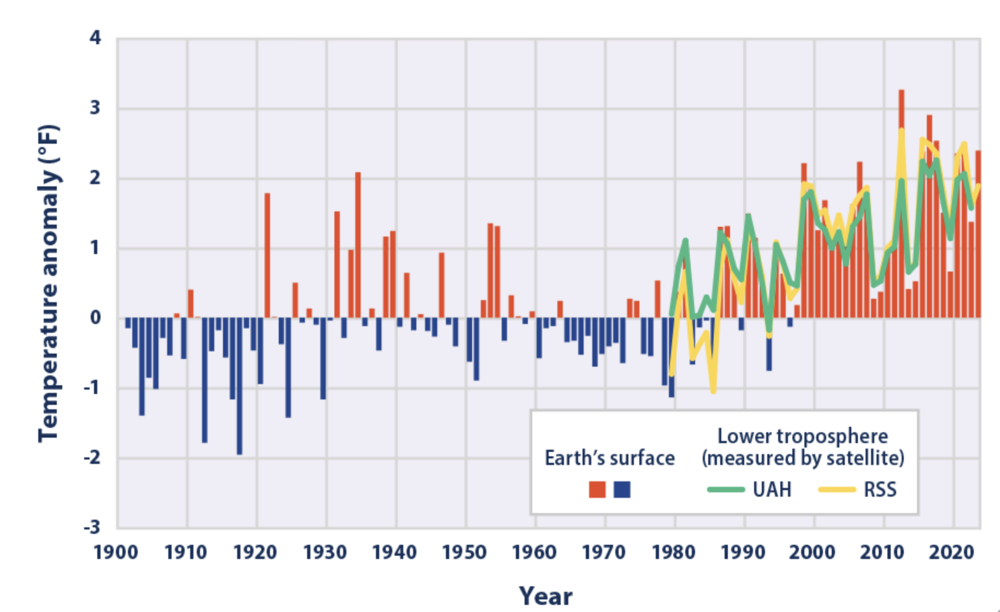 Temperature anomaly (°F)
4
3
2
1
0
-1
-2
-3
Earth's surface
Lower troposphere
(measured by satellite)
UAH
RSS
1900 1910 1920 1930 1940 1950 1960 1970 1980 1990 2000 2010 2020
Year